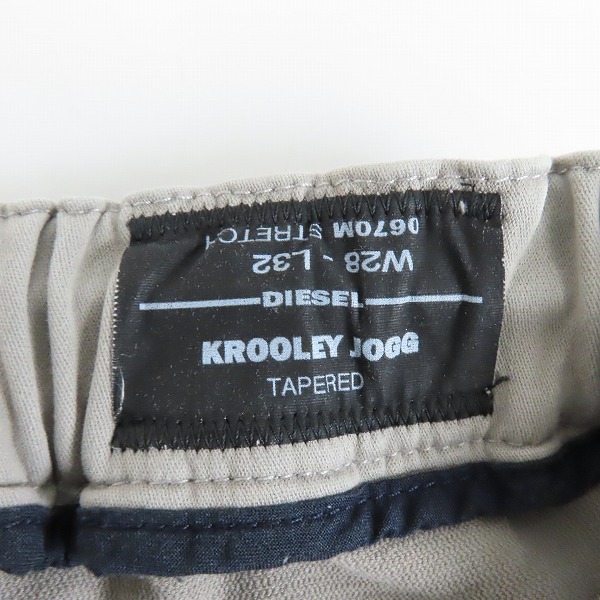 0670M STRETCH
W28 - L32
DIESEL
KROOLEY JOGG
TAPERED